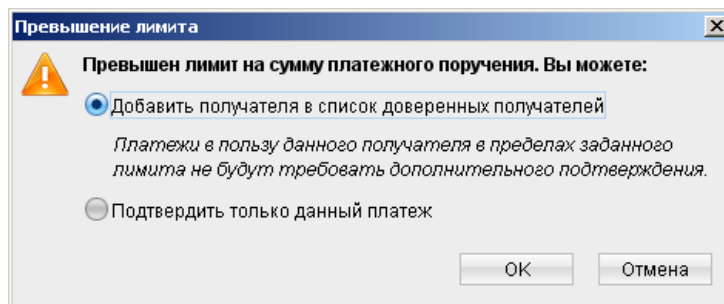 Превышение лимита
Превышен лимит на сумму платежного поручения. Вы можете:
Добавить получателя в список доверенных получателей
Платежи в пользу данного получателя в пределах заданного
лимита не будут требовать дополнительного подтверждения.
Подтвердить только данный платеж
OK
Отмена